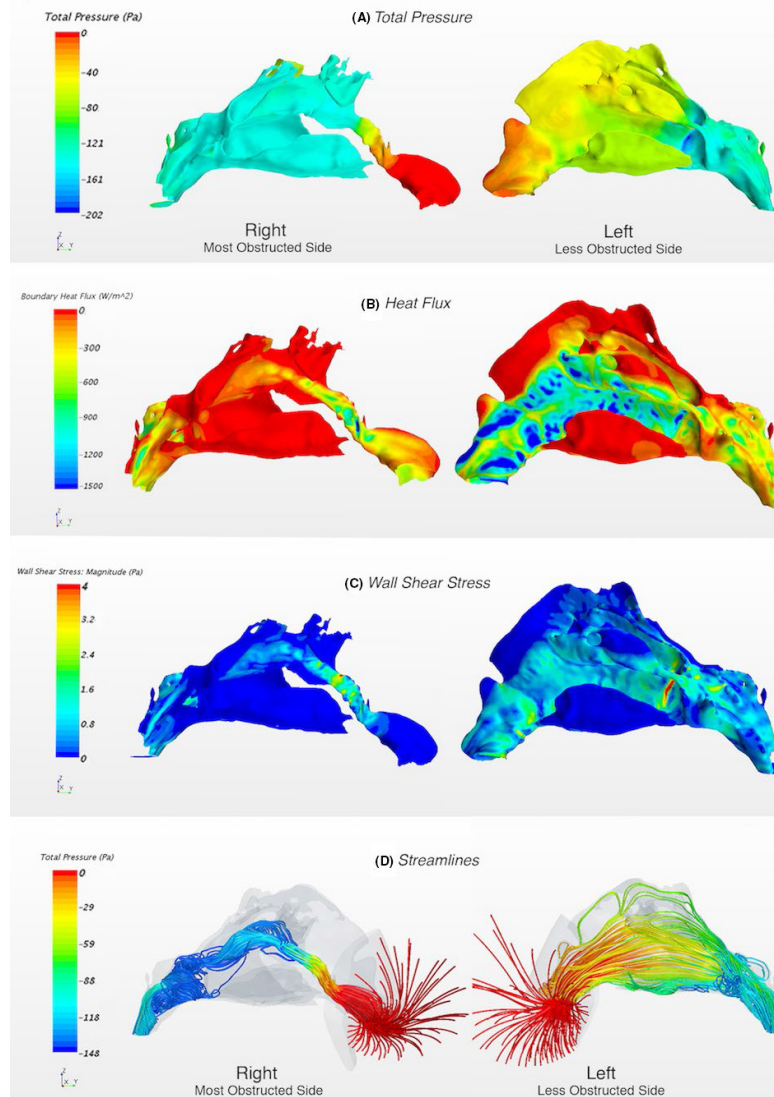 (A) Total Pressure
Total Pressure (Pa)
0
-40
-80
-121
-161
-202
Z
X Y
Right
Most Obstructed Side
Left
Less Obstructed Side
(B) Heat Flux
Boundary Heat Flux (W/m^2)
0
-300
-600
-900
-1200
-1500
Z
X Y
(C) Wall Shear Stress
Wall Shear Stress: Magnitude (Pa)
4
3.2
2.4
1.6
0.8
0
Z
X Y
(D) Streamlines
Total Pressure (Pa)
0
-29
-59
-88
-118
-148
Z
X Y
Right
Most Obstructed Side
Left
Less Obstructed Side